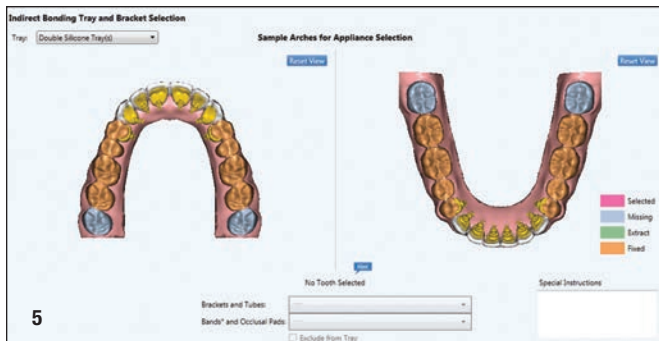 Indirect Bonding Tray and Bracket Selection
Tray: Double Silicone Tray(s)
Sample Arches for Appliance Selection
Reset View
Reset View
Selected
Missing
Extract
Fixed
No Tooth Selected
Special Instructions
Brackets and Tubes:
Bands* and Occlusal Pads:
Exclude from Tray
5